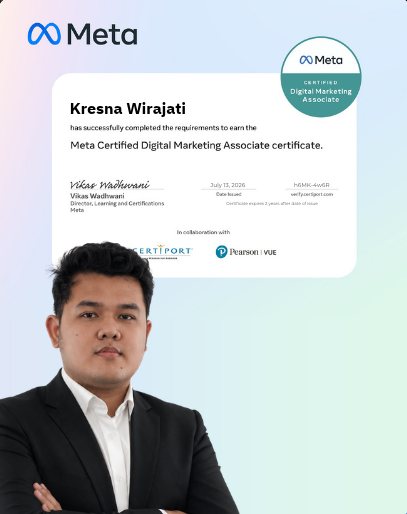 Meta
Meta
CERTIFIED
Digital Marketing
Associate
Kresna Wirajati
has successfully completed the requirements to earn the
Meta Certified Digital Marketing Associate certificate.
Vikas Wadhwani
Vikas Wadhwani
Director, Learning and Certifications
Meta
July 13, 2026
Date Issued
h6MK-4w6R
verify.certiport.com
Certificate expires 2 years after date of issue
In collaboration with
CERTIPORT
Pearson | VUE